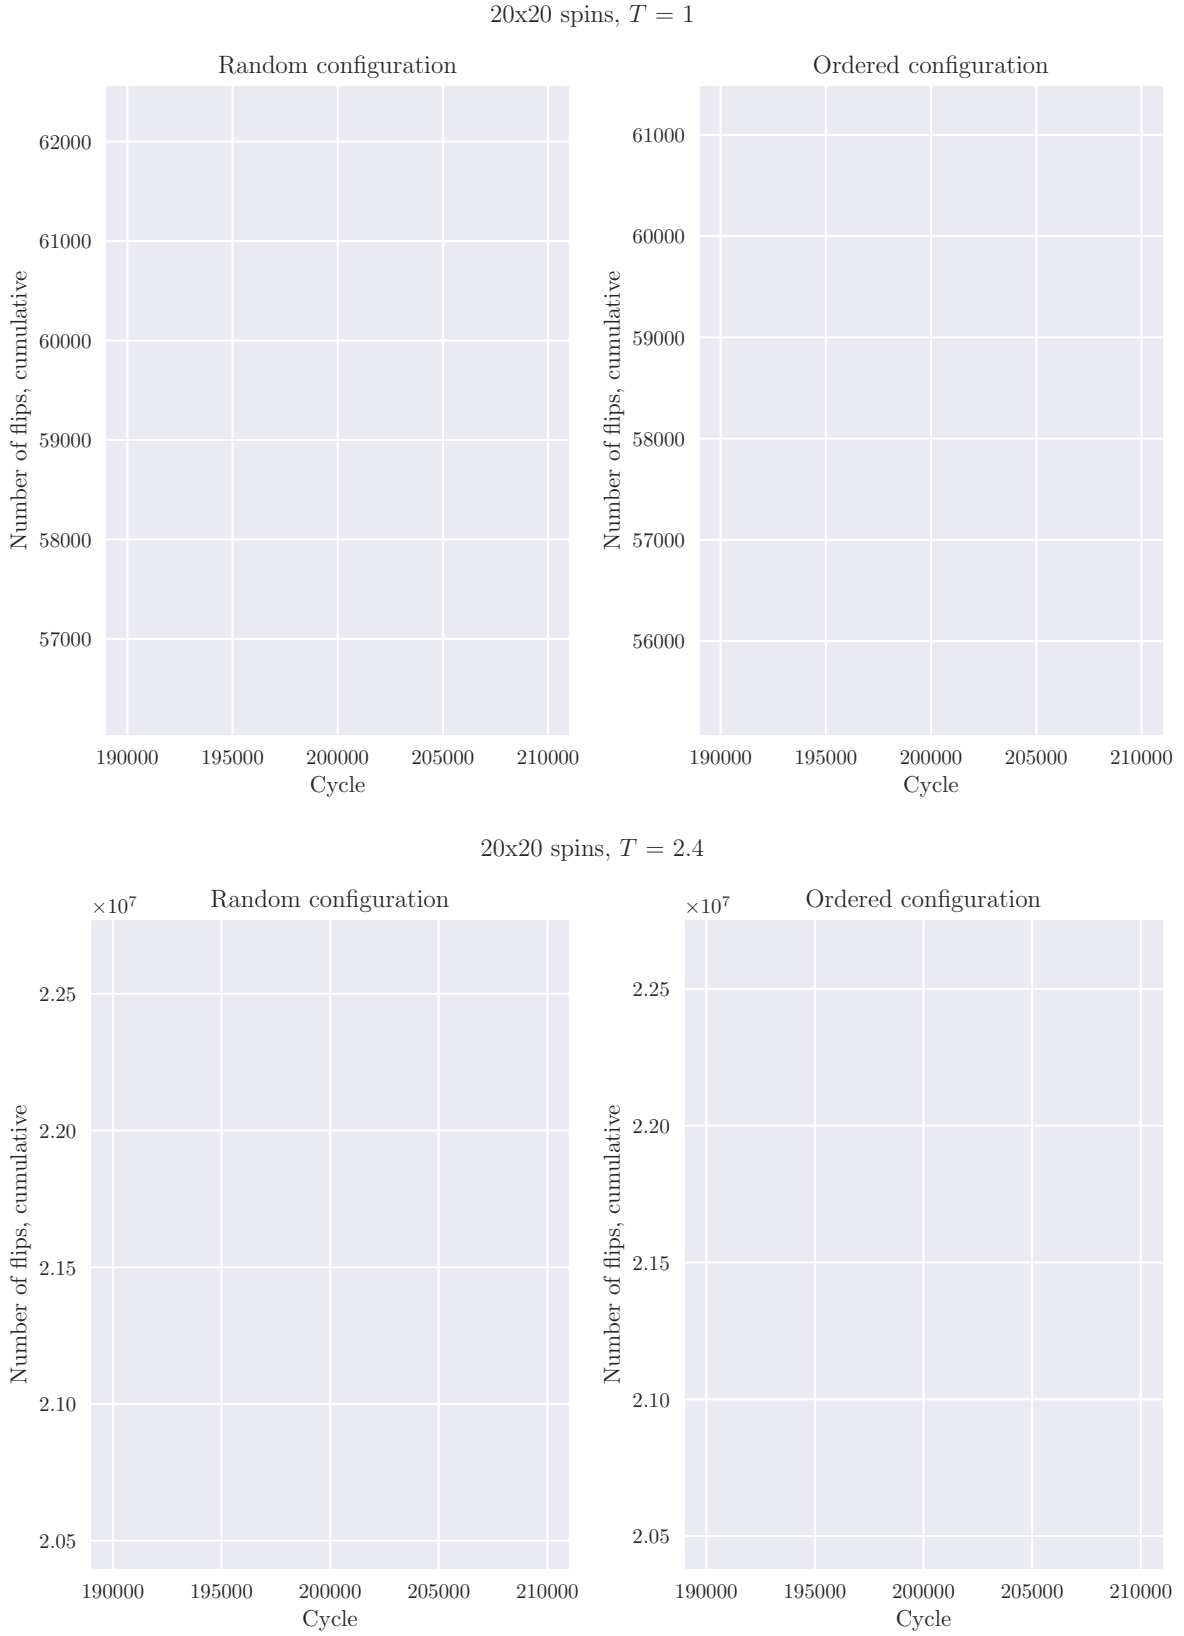 20x20 spins, T = 1
Random configuration
Ordered configuration
62000
61000
60000
59000
58000
57000
Number of flips, cumulative
190000 195000 200000 205000 210000
Cycle
61000
60000
59000
58000
57000
56000
Number of flips, cumulative
190000 195000 200000 205000 210000
Cycle
20x20 spins, T = 2.4
×10⁷
Random configuration
2.25
2.20
2.15
2.10
2.05
Number of flips, cumulative
190000 195000 200000 205000 210000
Cycle
×10⁷
Ordered configuration
2.25
2.20
2.15
2.10
2.05
Number of flips, cumulative
190000 195000 200000 205000 210000
Cycle